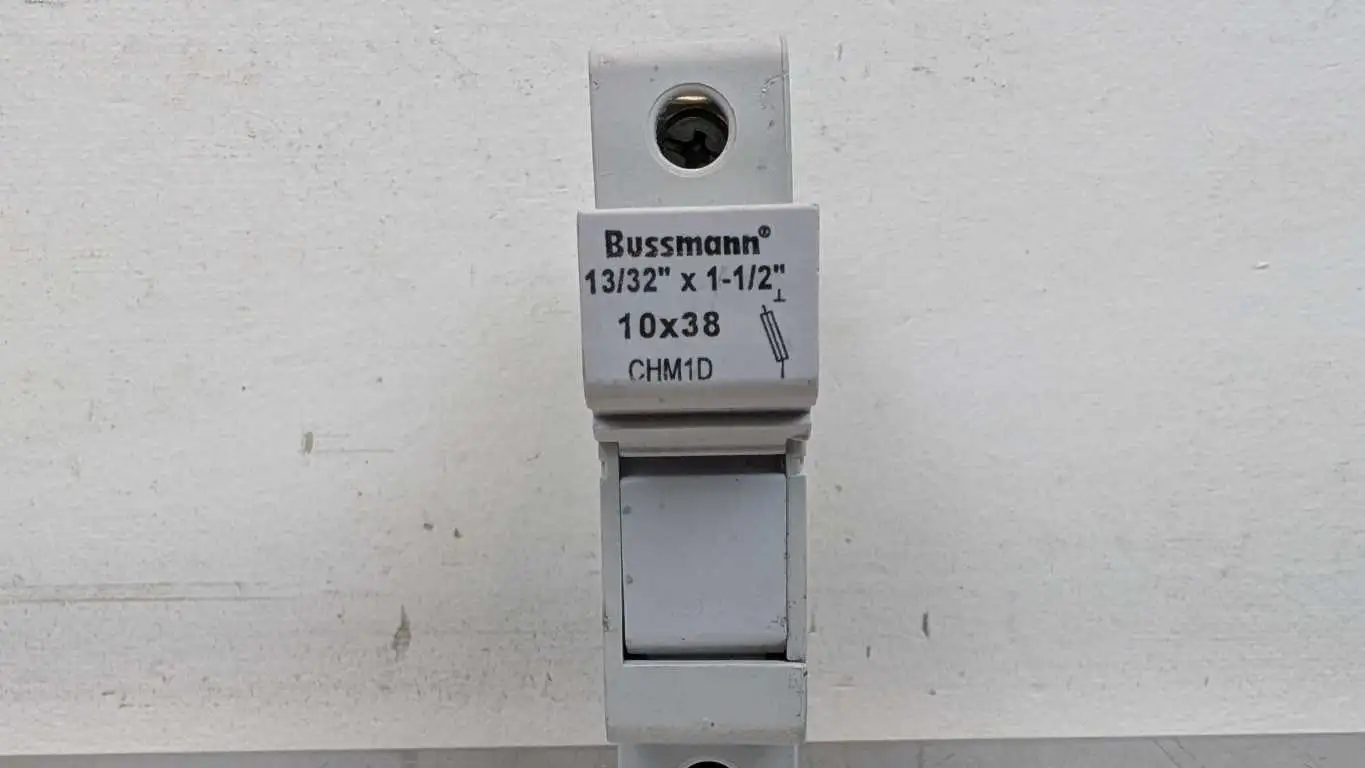 Bussmann®
13/32" x 1-1/2"
10x38
CHM1D